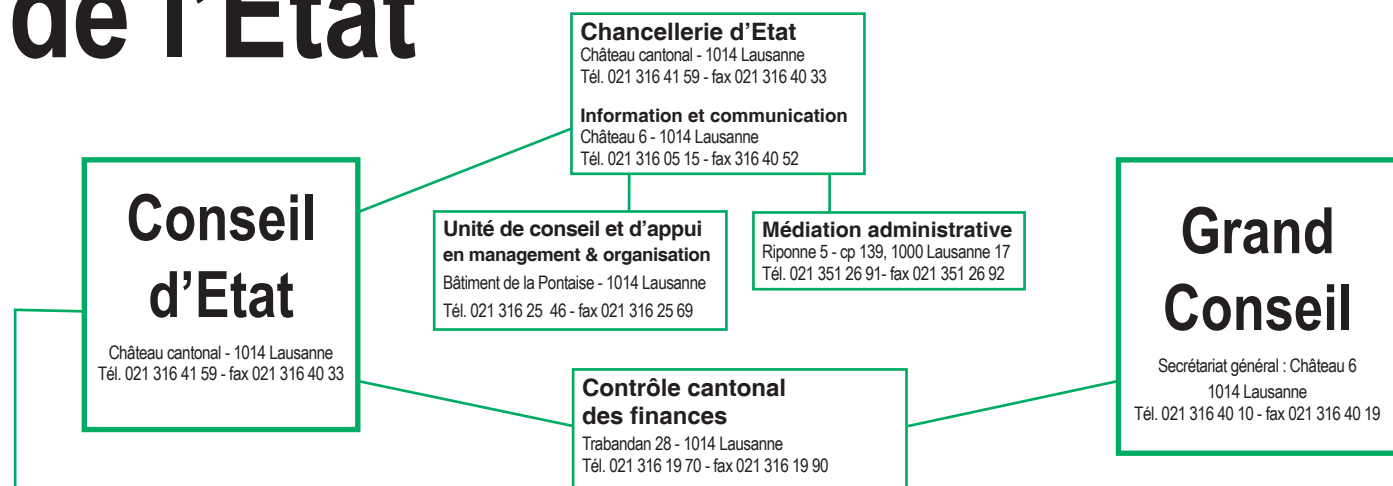 de l'Etat
Chancellerie d'Etat
Château cantonal - 1014 Lausanne
Tél. 021 316 41 59 - fax 021 316 40 33
Information et communication
Château 6 - 1014 Lausanne
Tél. 021 316 05 15 - fax 316 40 52
Conseil
d'Etat
Château cantonal - 1014 Lausanne
Tél. 021 316 41 59 - fax 021 316 40 33
Unité de conseil et d'appui
en management & organisation
Bâtiment de la Pontaise - 1014 Lausanne
Tél. 021 316 25 46 - fax 021 316 25 69
Médiation administrative
Riponne 5 - cp 139, 1000 Lausanne 17
Tél. 021 351 26 91- fax 021 351 26 92
Grand
Conseil
Secrétariat général : Château 6
1014 Lausanne
Tél. 021 316 40 10 - fax 021 316 40 19
Contrôle cantonal
des finances
Trabandan 28 - 1014 Lausanne
Tél. 021 316 19 70 - fax 021 316 19 90